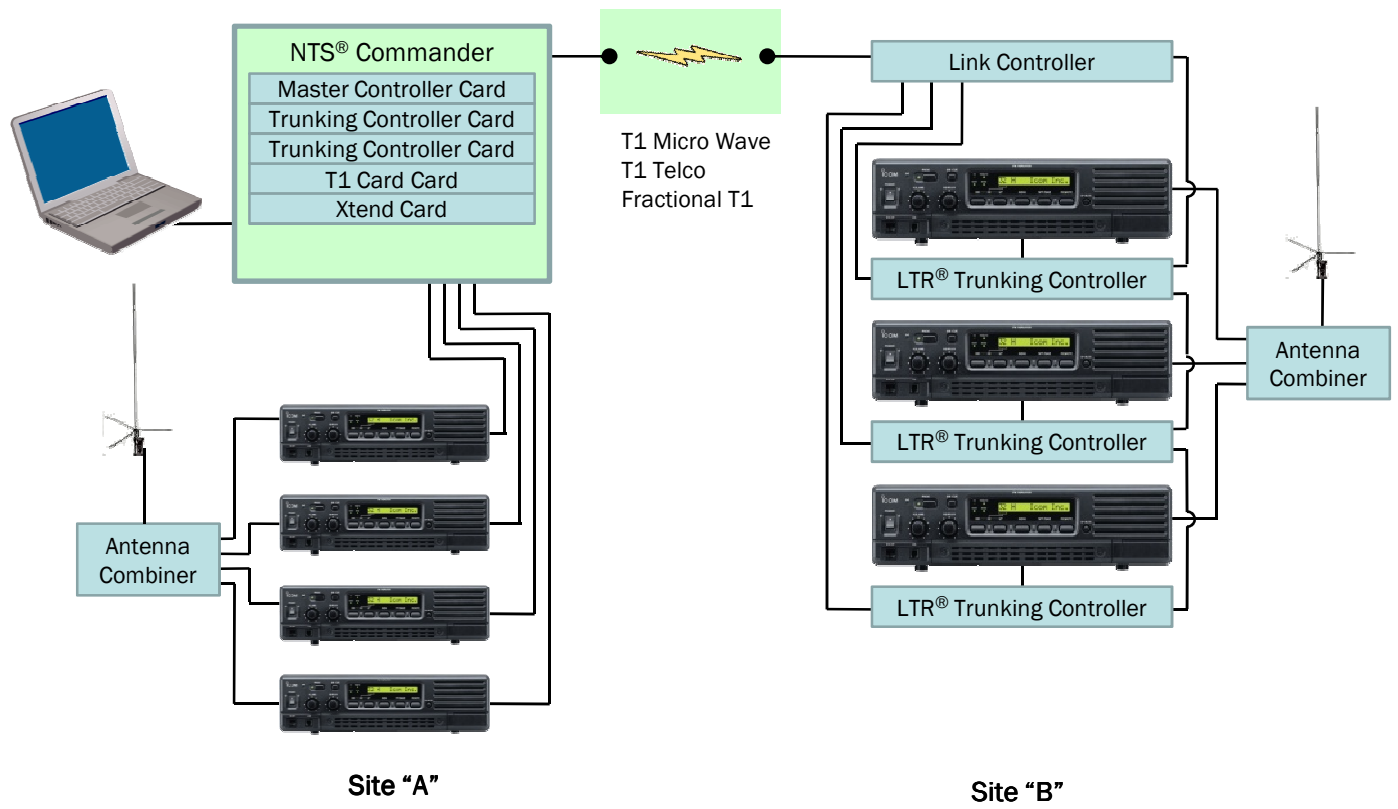 NTS® Commander
Master Controller Card
Trunking Controller Card
Trunking Controller Card
T1 Card Card
Xtend Card
T1 Micro Wave
T1 Telco
Fractional T1
Link Controller
LTR® Trunking Controller
LTR® Trunking Controller
LTR® Trunking Controller
Antenna
Combiner
Antenna
Combiner
Site “A”
Site “B”